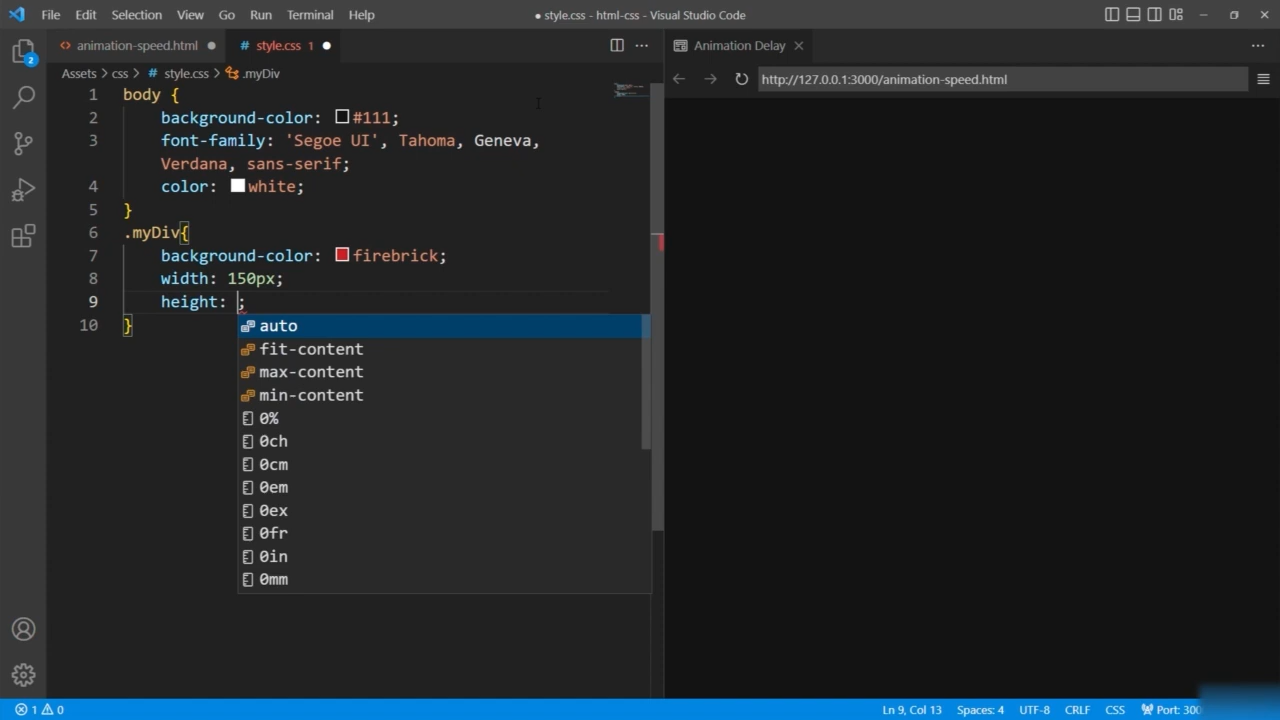 File Edit Selection View Go Run Terminal Help
● style.css - html-css - Visual Studio Code
<> animation-speed.html ●
# style.css 1 ●
Animation Delay
Assets > css > # style.css > .myDiv
http://127.0.0.1:3000/animation-speed.html
2
1 body {
2 background-color: #111;
3 font-family: 'Segoe UI', Tahoma, Geneva,
Verdana, sans-serif;
4 color: white;
5 }
6 .myDiv{
7 background-color: firebrick;
8 width: 150px;
9 height: ;
10 }
auto
fit-content
max-content
min-content
0%
0ch
0cm
0em
0ex
0fr
0in
0mm
1 0
Ln 9, Col 13 Spaces: 4 UTF-8 CRLF CSS Port: 300